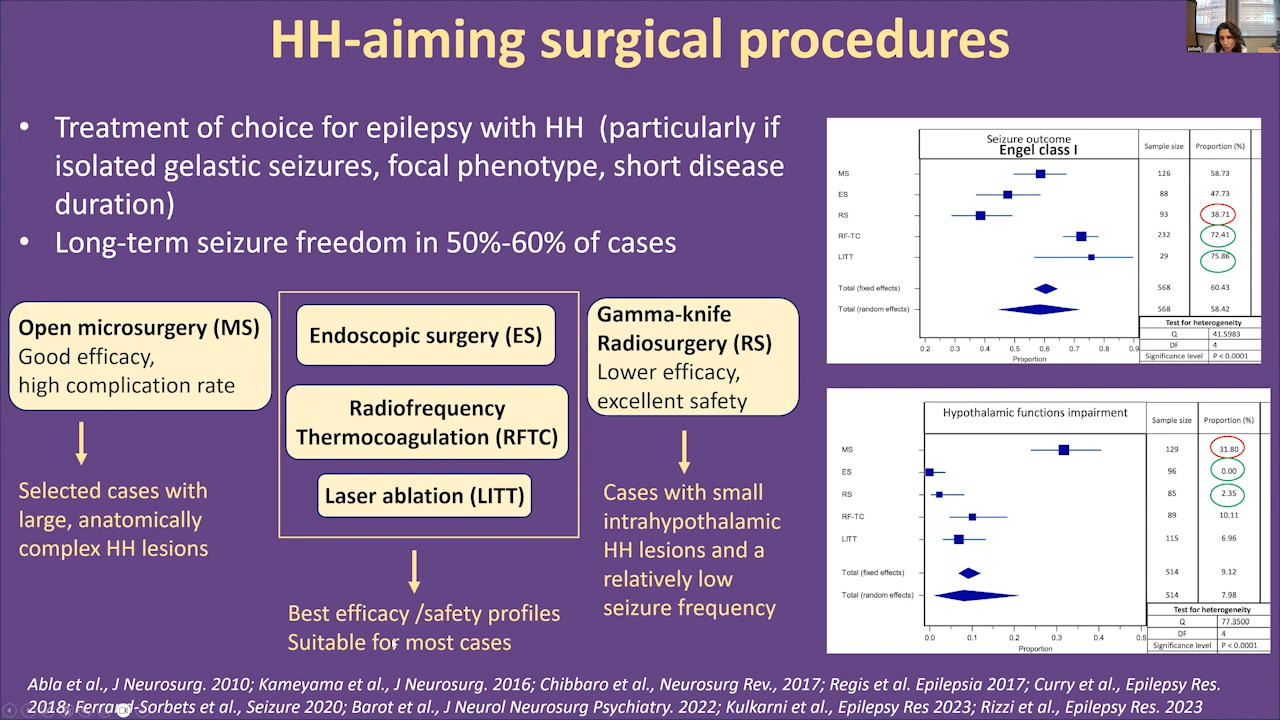 HH-aiming surgical procedures
• Treatment of choice for epilepsy with HH (particularly if
isolated gelastic seizures, focal phenotype, short disease
duration)
• Long-term seizure freedom in 50%-60% of cases
Open microsurgery (MS)
Good efficacy,
high complication rate
Selected cases with
large, anatomically
complex HH lesions
Endoscopic surgery (ES)
Radiofrequency
Thermocoagulation (RFTC)
Laser ablation (LITT)
Best efficacy /safety profiles
Suitable for most cases
Gamma-knife
Radiosurgery (RS)
Lower efficacy,
excellent safety
Cases with small
intrahypothalamic
HH lesions and a
relatively low
seizure frequency
Seizure outcome
Engel class I
Sample size Proportion (%)
MS 126 58.73
ES 88 47.73
RS 93 38.71
RF-TC 232 72.41
LITT 29 75.86
Total (fixed effects) 568 60.43
Total (random effects) 568 58.42
Test for heterogeneity
Q 41.5983
DF 4
Significance level P < 0.0001
0.2 0.3 0.4 0.5 0.6 0.7 0.8 0.9
Proportion
Hypothalamic functions impairment
Sample size Proportion (%)
MS 129 31.80
ES 96 0.00
RS 85 2.35
RF-TC 89 10.11
LITT 115 6.96
Total (fixed effects) 514 9.12
Total (random effects) 514 7.98
Test for heterogeneity
Q 77.3500
DF 4
Significance level P < 0.0001
0.0 0.1 0.2 0.3 0.4 0.5
Proportion
Abla et al., J Neurosurg. 2010; Kameyama et al., J Neurosurg. 2016; Chibbaro et al., Neurosurg Rev., 2017; Regis et al. Epilepsia 2017; Curry et al., Epilepsy Res.
2018; Ferrand-Sorbets et al., Seizure 2020; Barot et al., J Neurol Neurosurg Psychiatry. 2022; Kulkarni et al., Epilepsy Res 2023; Rizzi et al., Epilepsy Res. 2023